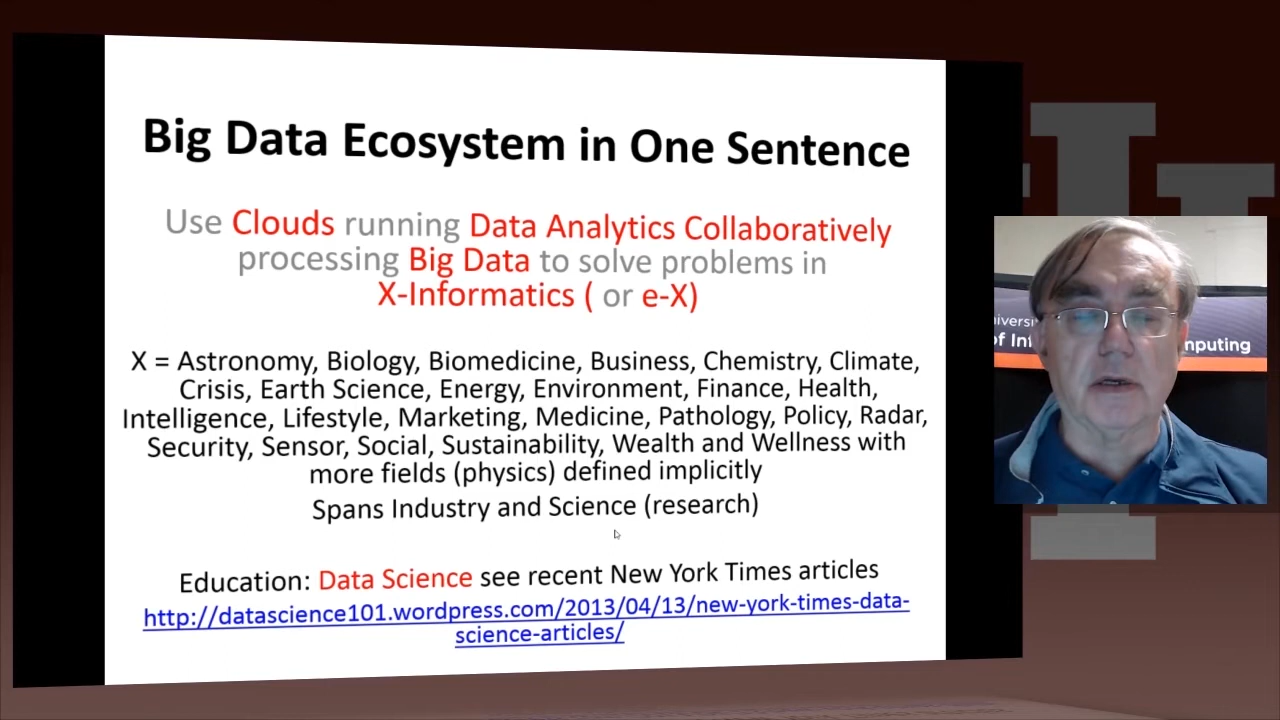 Big Data Ecosystem in One Sentence
Use Clouds running Data Analytics Collaboratively
processing Big Data to solve problems in
X-Informatics ( or e-X)
X = Astronomy, Biology, Biomedicine, Business, Chemistry, Climate,
Crisis, Earth Science, Energy, Environment, Finance, Health,
Intelligence, Lifestyle, Marketing, Medicine, Pathology, Policy, Radar,
Security, Sensor, Social, Sustainability, Wealth and Wellness with
more fields (physics) defined implicitly
Spans Industry and Science (research)
Education: Data Science see recent New York Times articles
http://datascience101.wordpress.com/2013/04/13/new-york-times-data-
science-articles/
of